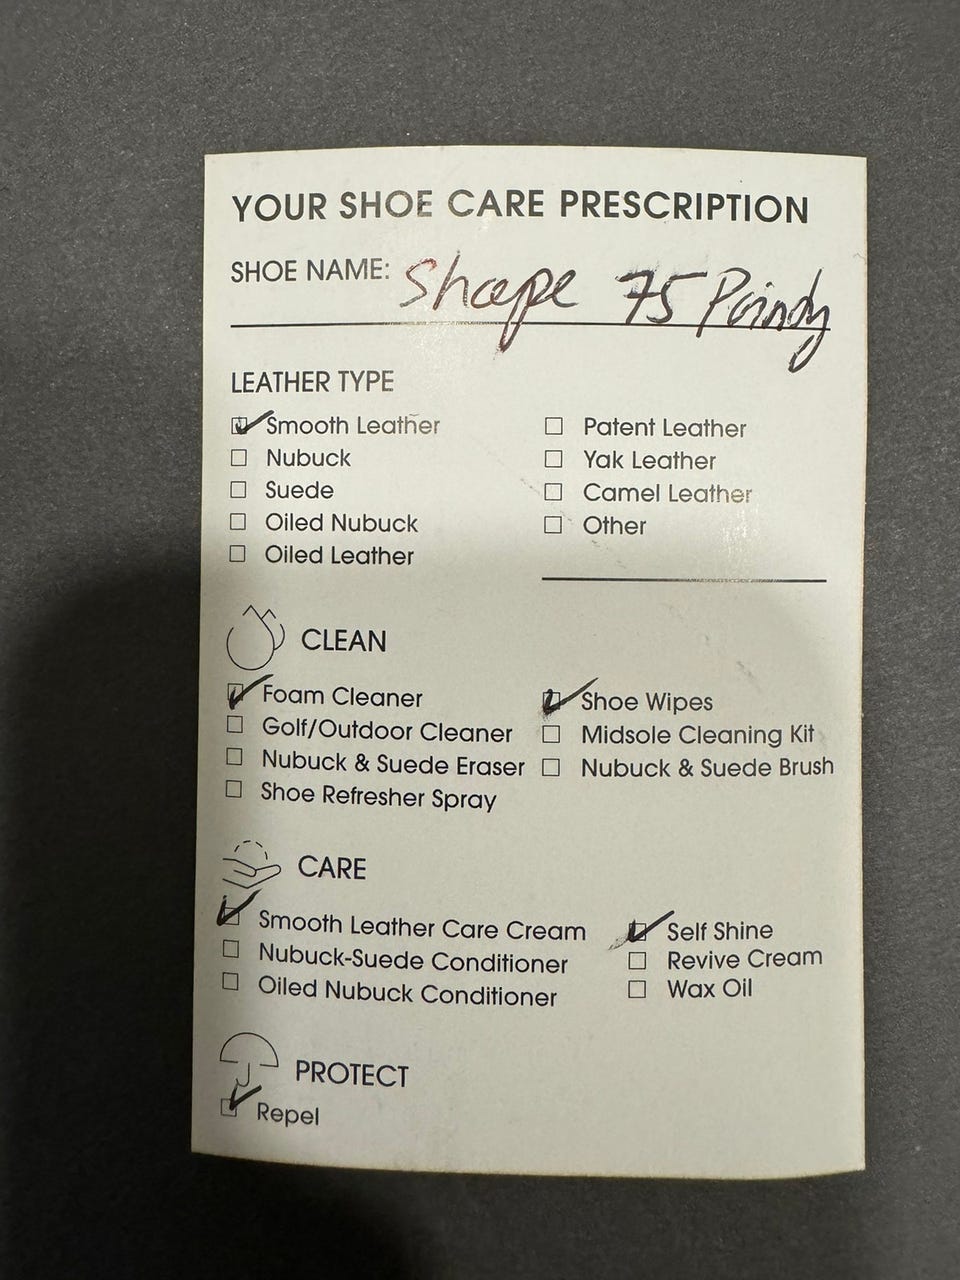 YOUR SHOE CARE PRESCRIPTION
SHOE NAME: Shape 75 Pointy
LEATHER TYPE
Smooth Leather
Nubuck
Suede
Oiled Nubuck
Oiled Leather
Patent Leather
Yak Leather
Camel Leather
Other
CLEAN
Foam Cleaner
Golf/Outdoor Cleaner
Nubuck & Suede Eraser
Shoe Refresher Spray
Shoe Wipes
Midsole Cleaning Kit
Nubuck & Suede Brush
CARE
Smooth Leather Care Cream
Nubuck-Suede Conditioner
Oiled Nubuck Conditioner
Self Shine
Revive Cream
Wax Oil
PROTECT
Repel